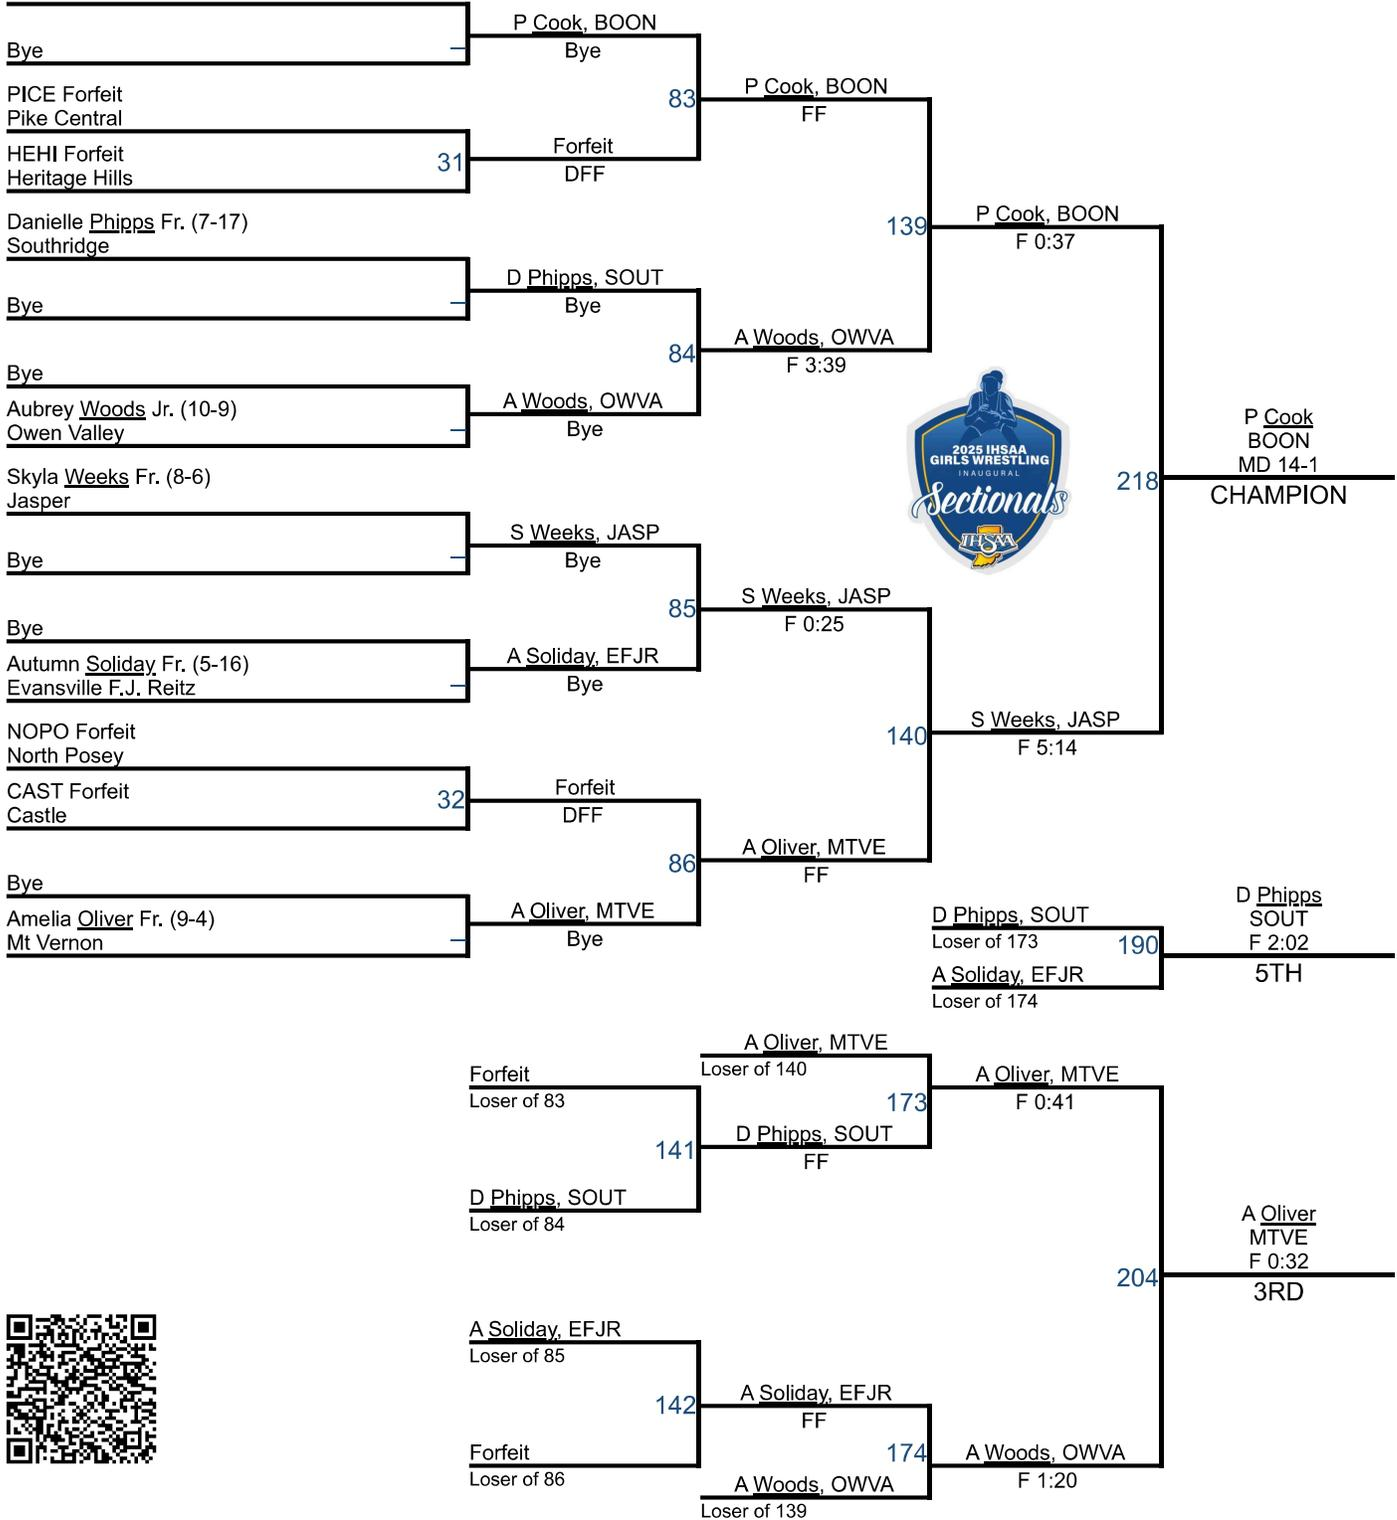 P Cook, BOON
Bye
Bye
PICE Forfeit
Pike Central
83
P Cook, BOON
FF
HEHI Forfeit
Heritage Hills
31
Forfeit
DFF
Danielle Phipps Fr. (7-17)
Southridge
139
P Cook, BOON
F 0:37
D Phipps, SOUT
Bye
Bye
84
A Woods, OWVA
F 3:39
Bye
Aubrey Woods Jr. (10-9)
Owen Valley
A Woods, OWVA
Bye
2025 IHSAA
GIRLS WRESTLING
INAUGURAL
Sectionals
IHSAA
218
P Cook
BOON
MD 14-1
CHAMPION
Skyla Weeks Fr. (8-6)
Jasper
S Weeks, JASP
Bye
Bye
85
S Weeks, JASP
F 0:25
Bye
Autumn Soliday Fr. (5-16)
Evansville F.J. Reitz
A Soliday, EFJR
Bye
140
S Weeks, JASP
F 5:14
NOPO Forfeit
North Posey
CAST Forfeit
Castle
32
Forfeit
DFF
86
A Oliver, MTVE
FF
Bye
Amelia Oliver Fr. (9-4)
Mt Vernon
A Oliver, MTVE
Bye
D Phipps, SOUT
Loser of 173
190
A Soliday, EFJR
Loser of 174
D Phipps
SOUT
F 2:02
5TH
A Oliver, MTVE
Loser of 140
Forfeit
Loser of 83
173
A Oliver, MTVE
F 0:41
141
D Phipps, SOUT
FF
D Phipps, SOUT
Loser of 84
204
A Oliver
MTVE
F 0:32
3RD
A Soliday, EFJR
Loser of 85
142
A Soliday, EFJR
FF
Forfeit
Loser of 86
174
A Woods, OWVA
F 1:20
A Woods, OWVA
Loser of 139